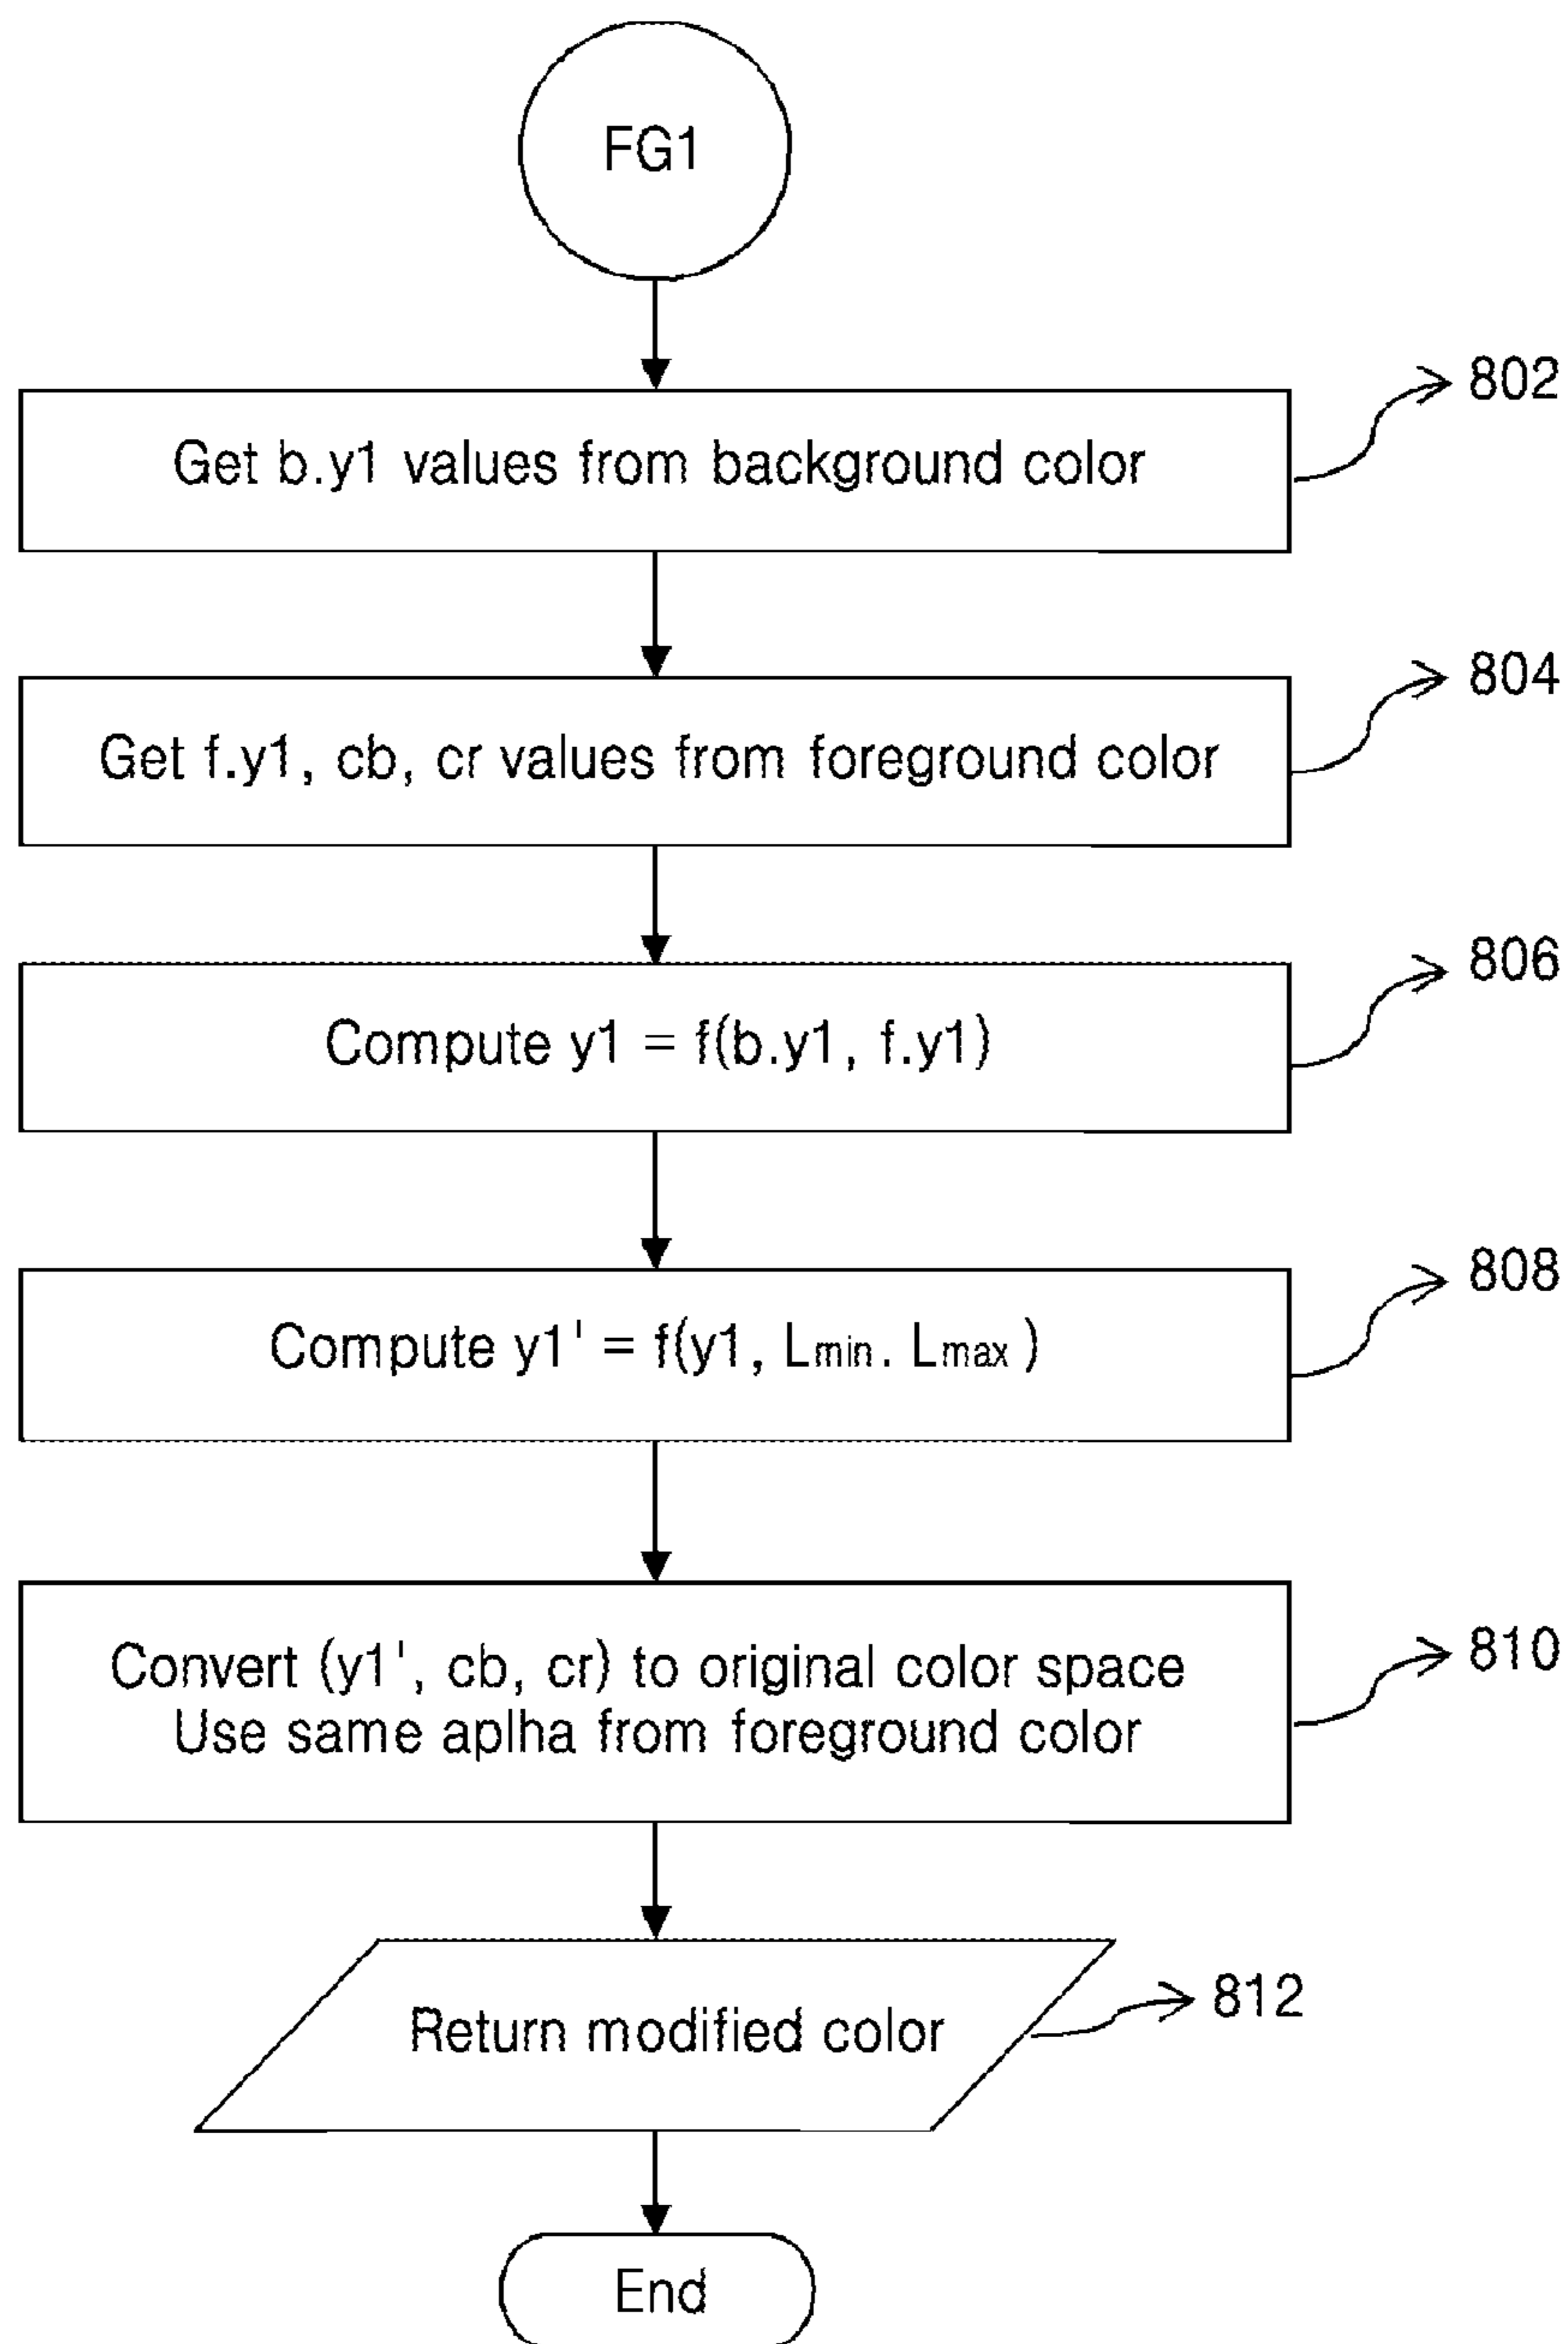 FG1
802
Get b.y1 values from background color
804
Get f.y1, cb, cr values from foreground color
806
Compute y1 = f(b.y1, f.y1)
808
Compute y1' = f(y1, Lmin. Lmax )
810
Convert (y1', cb, cr) to original color space
Use same aplha from foreground color
812
Return modified color
End